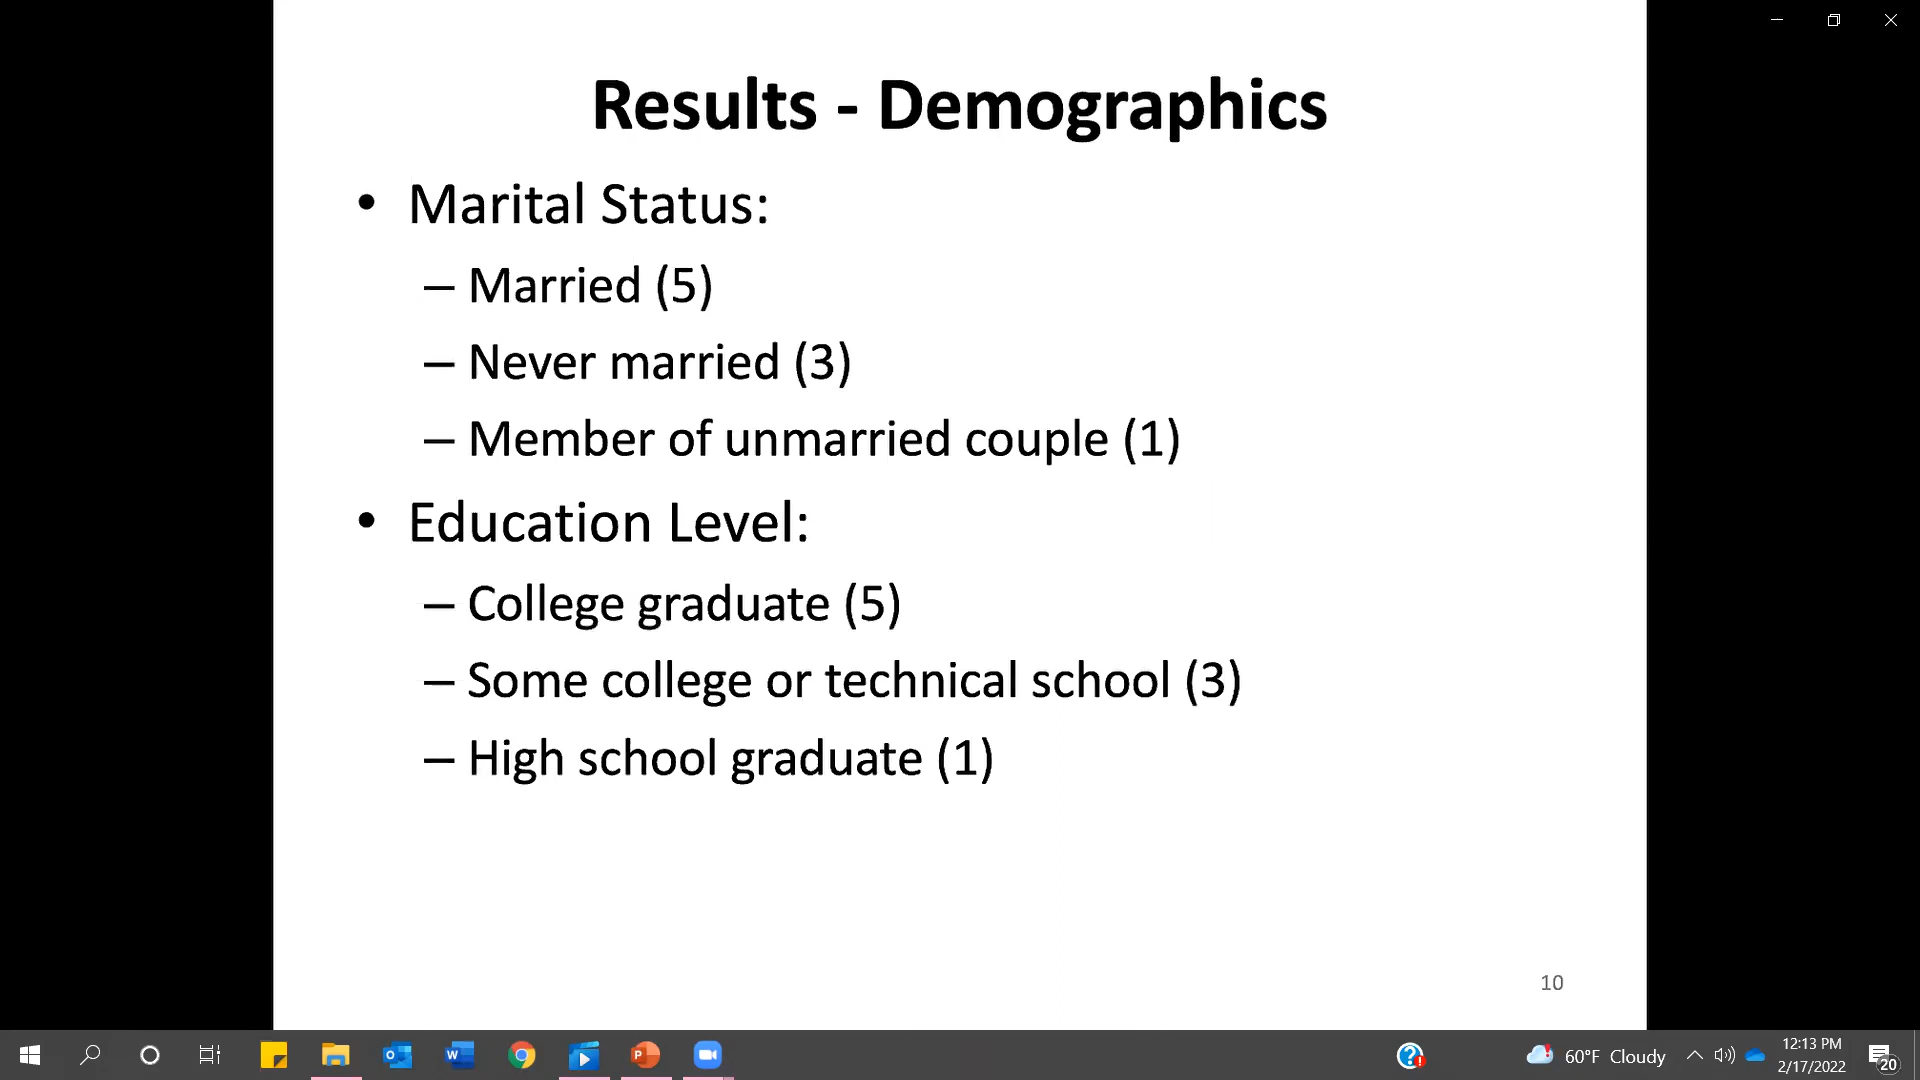 Results - Demographics
• Marital Status:
– Married (5)
– Never married (3)
– Member of unmarried couple (1)
• Education Level:
– College graduate (5)
– Some college or technical school (3)
– High school graduate (1)
10
60°F Cloudy
12:13 PM
2/17/2022
20